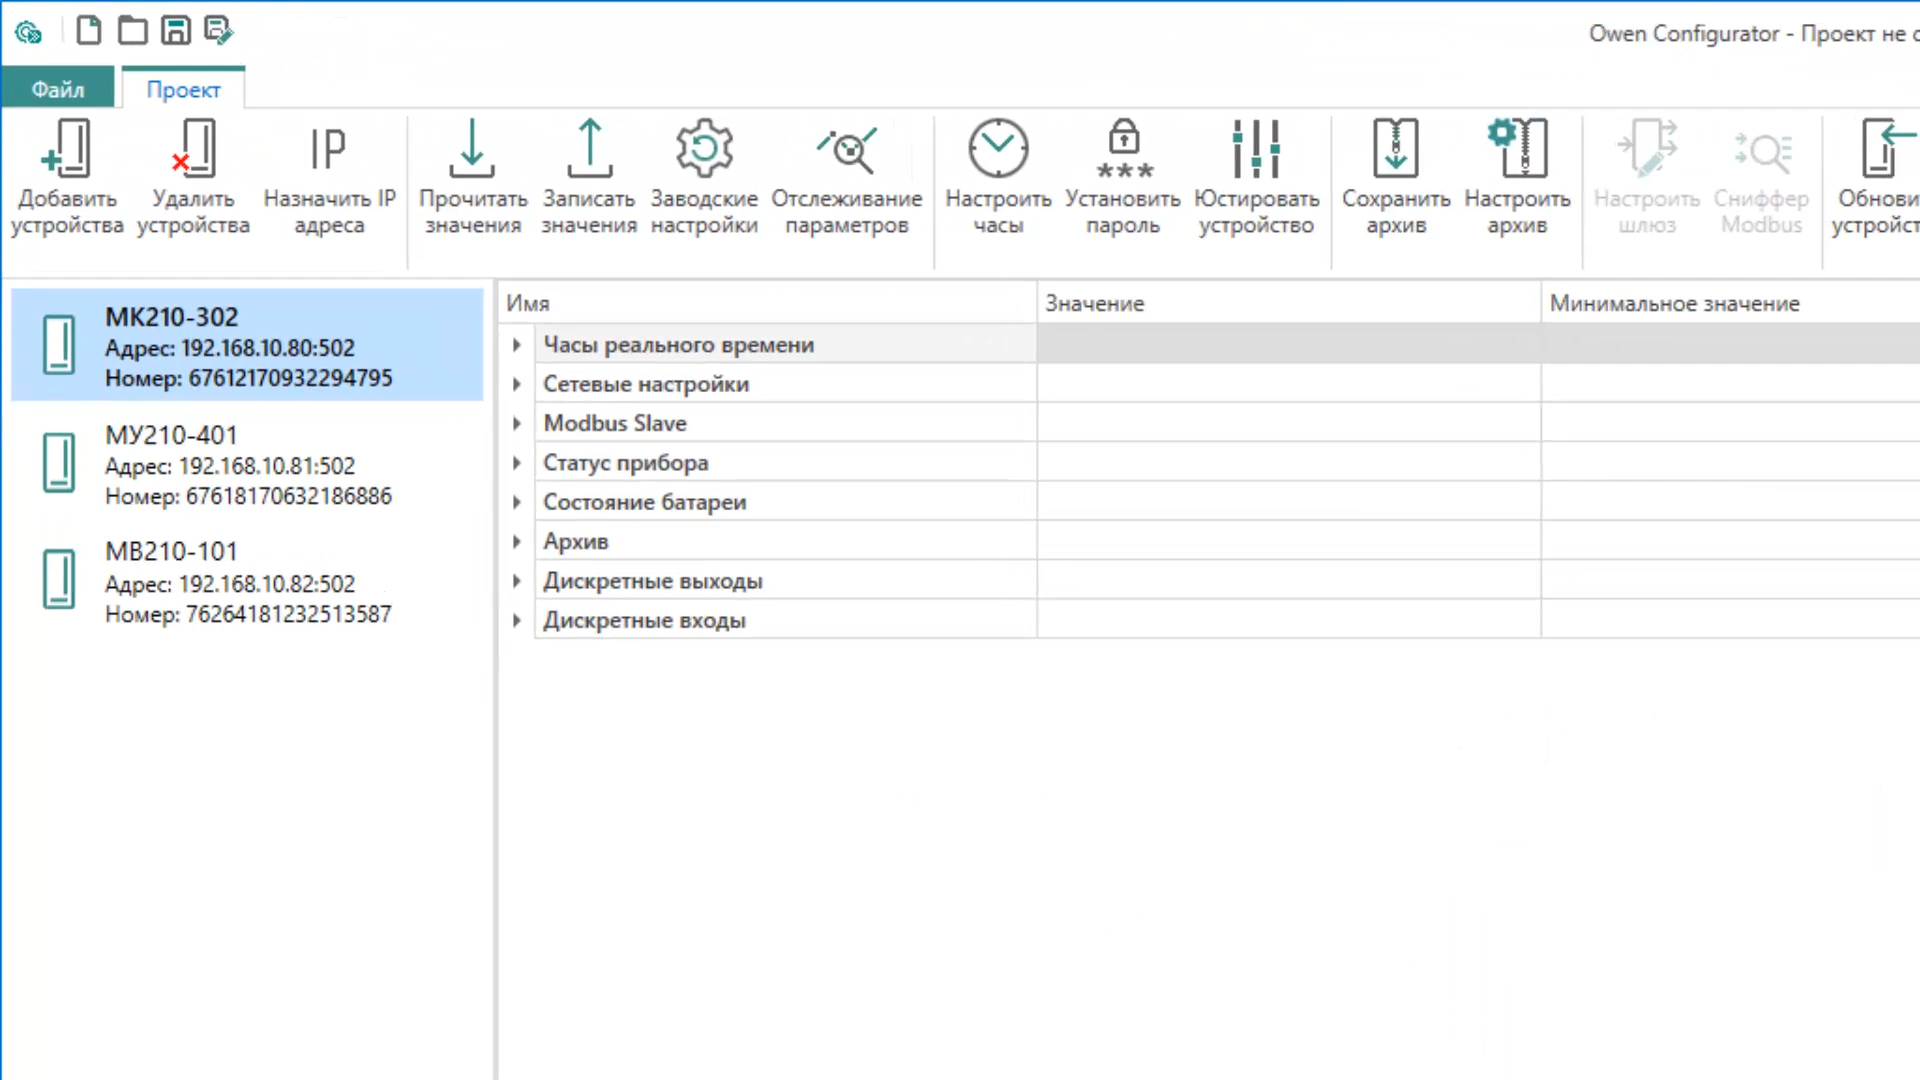 Owen Configurator - Проект не
Файл
Проект
Добавить устройства
Удалить устройства
IP
Назначить IP адреса
Прочитать значения
Записать значения
Заводские настройки
Отслеживание параметров
Настроить часы
***
Установить пароль
Юстировать устройство
Сохранить архив
Настроить архив
Настроить шлюз
Сниффер Modbus
Обнови
устройст
МК210-302
Адрес: 192.168.10.80:502
Номер: 67612170932294795
МУ210-401
Адрес: 192.168.10.81:502
Номер: 67618170632186886
МВ210-101
Адрес: 192.168.10.82:502
Номер: 76264181232513587
Имя
Значение
Минимальное значение
Часы реального времени
Сетевые настройки
Modbus Slave
Статус прибора
Состояние батареи
Архив
Дискретные выходы
Дискретные входы